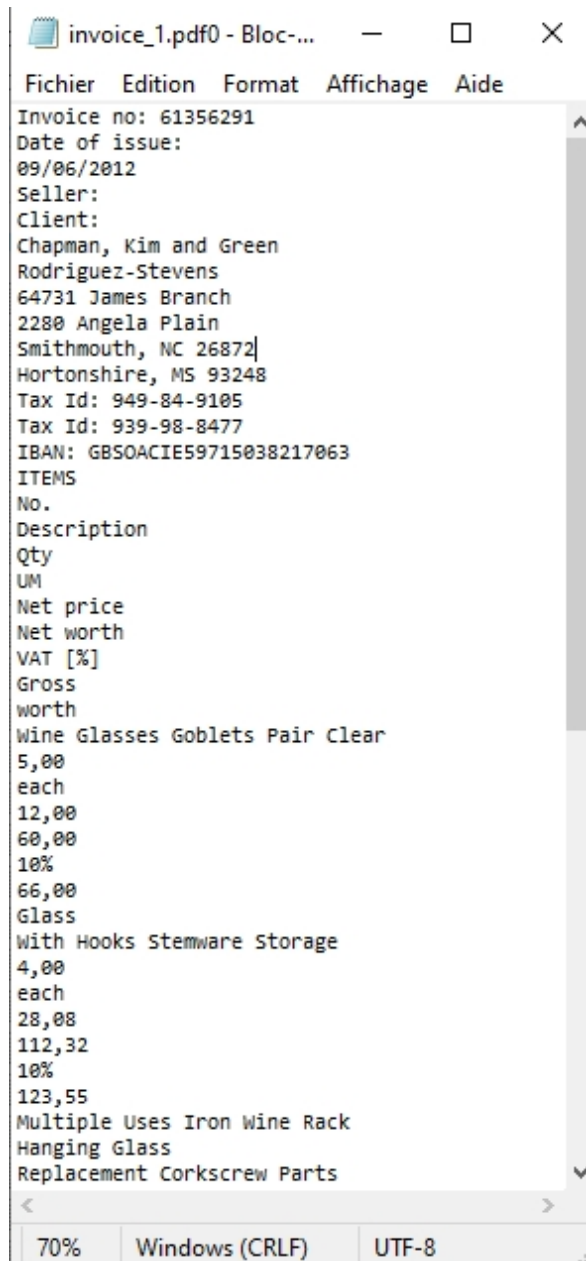 invoice_1.pdf0 - Bloc-...
Fichier Edition Format Affichage Aide
Invoice no: 61356291
Date of issue:
09/06/2012
Seller:
Client:
Chapman, Kim and Green
Rodriguez-Stevens
64731 James Branch
2280 Angela Plain
Smithmouth, NC 26872
Hortonshire, MS 93248
Tax Id: 949-84-9105
Tax Id: 939-98-8477
IBAN: GBSOACIE59715038217063
ITEMS
No.
Description
Qty
UM
Net price
Net worth
VAT [%]
Gross
worth
Wine Glasses Goblets Pair Clear
5,00
each
12,00
60,00
10%
66,00
Glass
With Hooks Stemware Storage
4,00
each
28,08
112,32
10%
123,55
Multiple Uses Iron Wine Rack
Hanging Glass
Replacement Corkscrew Parts
70% Windows (CRLF) UTF-8